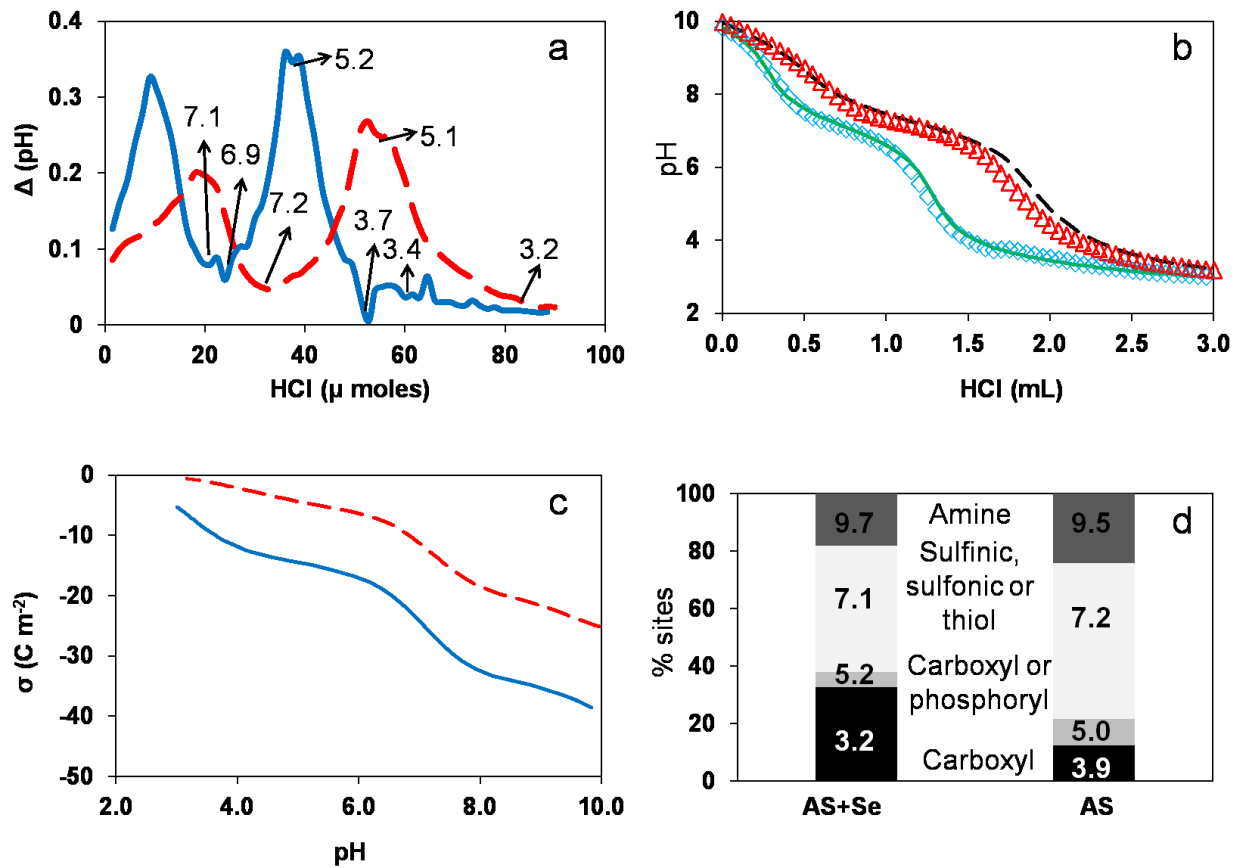 a
0.4
0.3
0.2
0.1
0
Δ (pH)
5.2
7.1
6.9
5.1
7.2
3.7
3.4
3.2
0
20
40
60
80
100
HCl (μ moles)
b
10
8
6
4
2
pH
0.0
0.5
1.0
1.5
2.0
2.5
3.0
HCl (mL)
c
0
-10
-20
-30
-40
-50
σ (C m⁻²)
2.0
4.0
6.0
8.0
10.0
pH
d
100
80
60
40
20
0
% sites
9.7
Amine
9.5
Sulfinic,
sulfonic or
thiol
7.1
7.2
5.2
Carboxyl or
phosphoryl
5.0
3.2
Carboxyl
3.9
AS+Se
AS